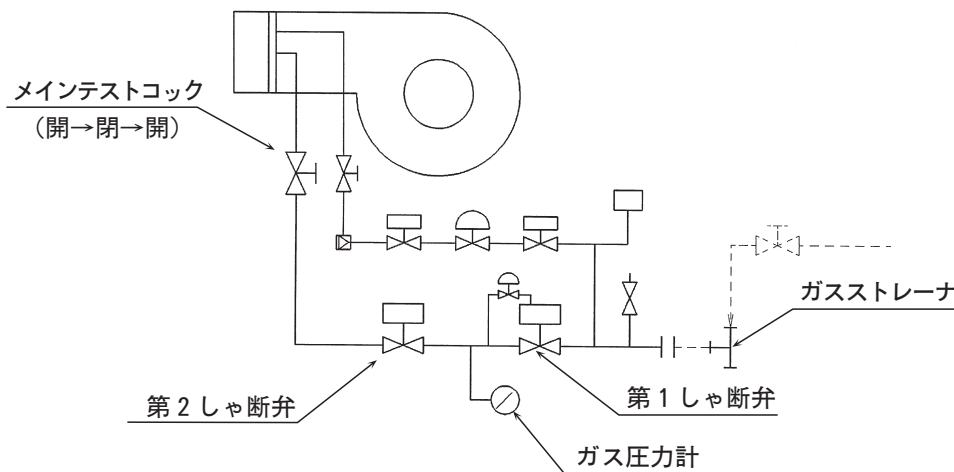 メインテストコック
(開→閉→開)
ガスストレーナ
第2しゃ断弁
第1しゃ断弁
ガス圧力計